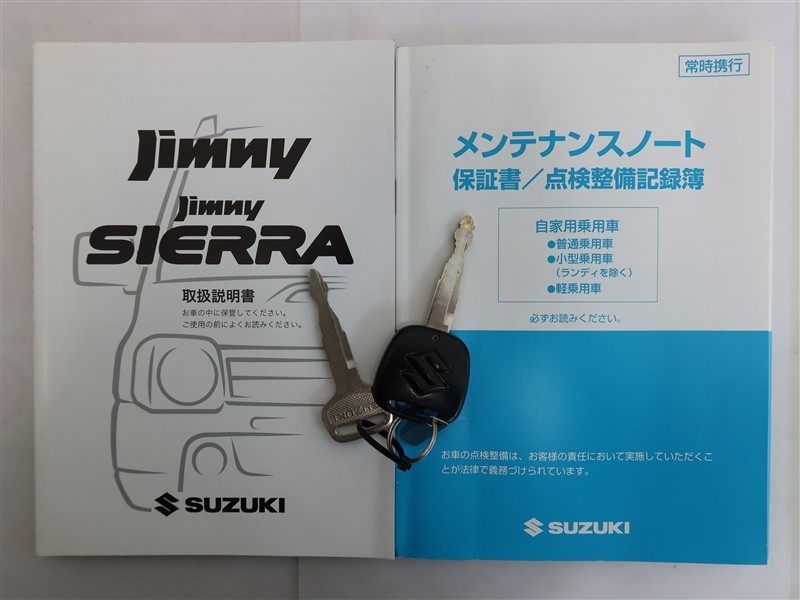 Jimny
Jimny
SIERRA
取扱説明書
お車の中に保管してください。
ご使用の前によくお読みください。
SUZUKI
常時携行
メンテナンスノート
保証書／点検整備記録簿
自家用乗用車
●普通乗用車
●小型乗用車
（ランディを除く）
●軽乗用車
必ずお読みください。
お車の点検整備は、お客様の責任において実施していただくこ
とが法律で義務づけられています。
SUZUKI